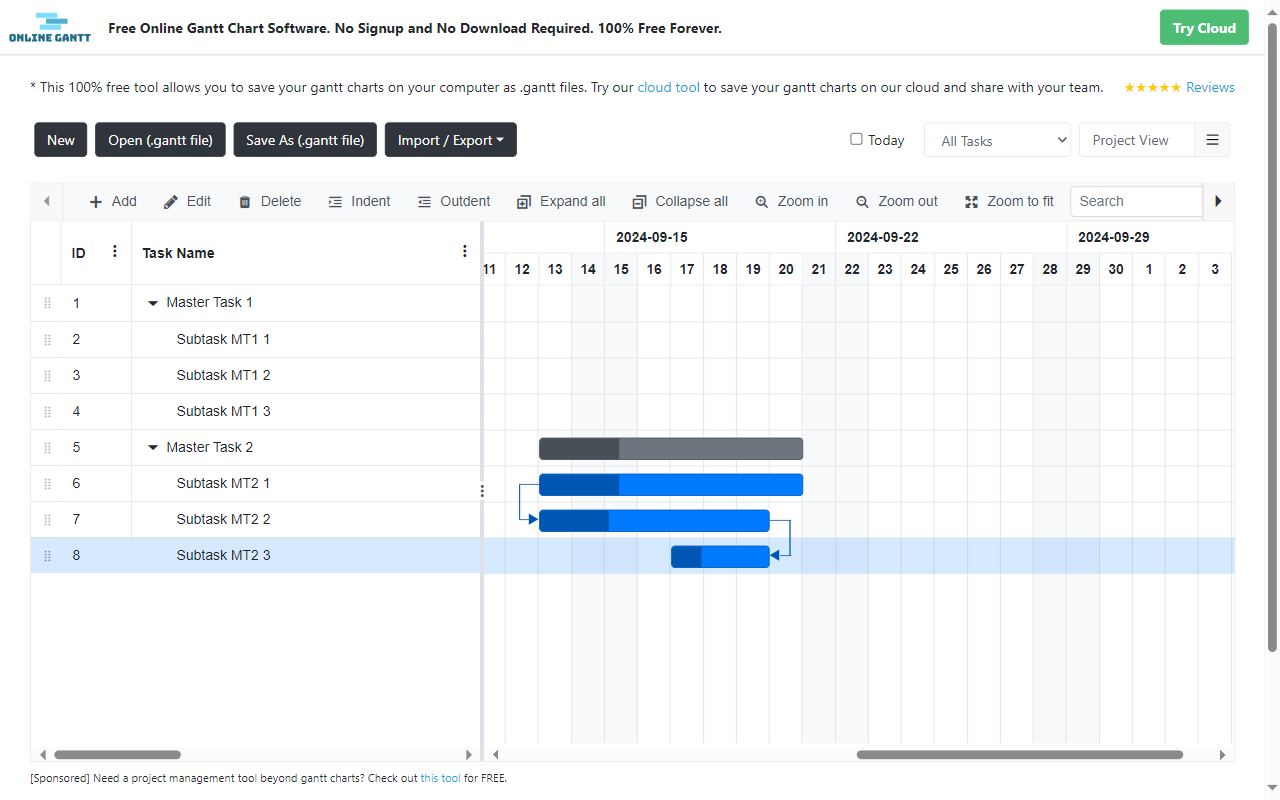 ONLINE GANTT
Free Online Gantt Chart Software. No Signup and No Download Required. 100% Free Forever.
Try Cloud
* This 100% free tool allows you to save your gantt charts on your computer as .gantt files. Try our cloud tool to save your gantt charts on our cloud and share with your team.
★★★★★ Reviews
New Open (.gantt file) Save As (.gantt file) Import / Export
Today All Tasks Project View
Add Edit Delete Indent Outdent Expand all Collapse all Zoom in Zoom out Zoom to fit Search
2024-09-15 2024-09-22 2024-09-29
ID Task Name
11 12 13 14 15 16 17 18 19 20 21 22 23 24 25 26 27 28 29 30 1 2 3
1 Master Task 1
2 Subtask MT1 1
3 Subtask MT1 2
4 Subtask MT1 3
5 Master Task 2
6 Subtask MT2 1
7 Subtask MT2 2
8 Subtask MT2 3
[Sponsored] Need a project management tool beyond gantt charts? Check out this tool for FREE.